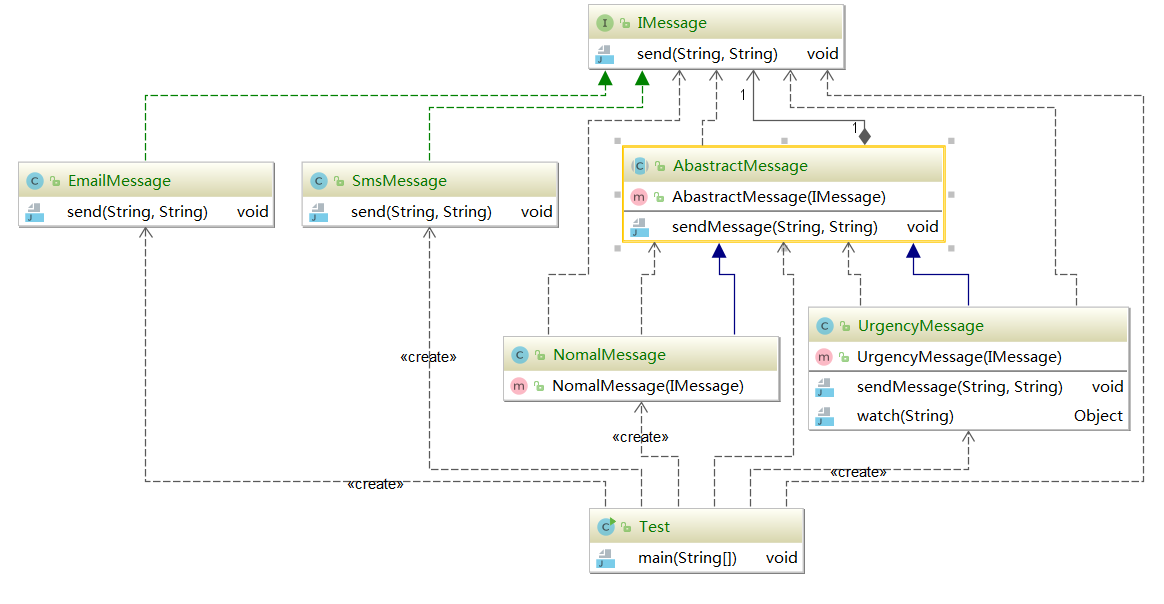 I IMessage
send(String, String) void
1
1
C EmailMessage
send(String, String) void
C SmsMessage
send(String, String) void
C AbastractMessage
m AbastractMessage(IMessage)
sendMessage(String, String) void
C NomalMessage
m NomalMessage(IMessage)
C UrgencyMessage
m UrgencyMessage(IMessage)
sendMessage(String, String) void
watch(String) Object
«create»
«create»
«create»
«create»
C Test
main(String[]) void